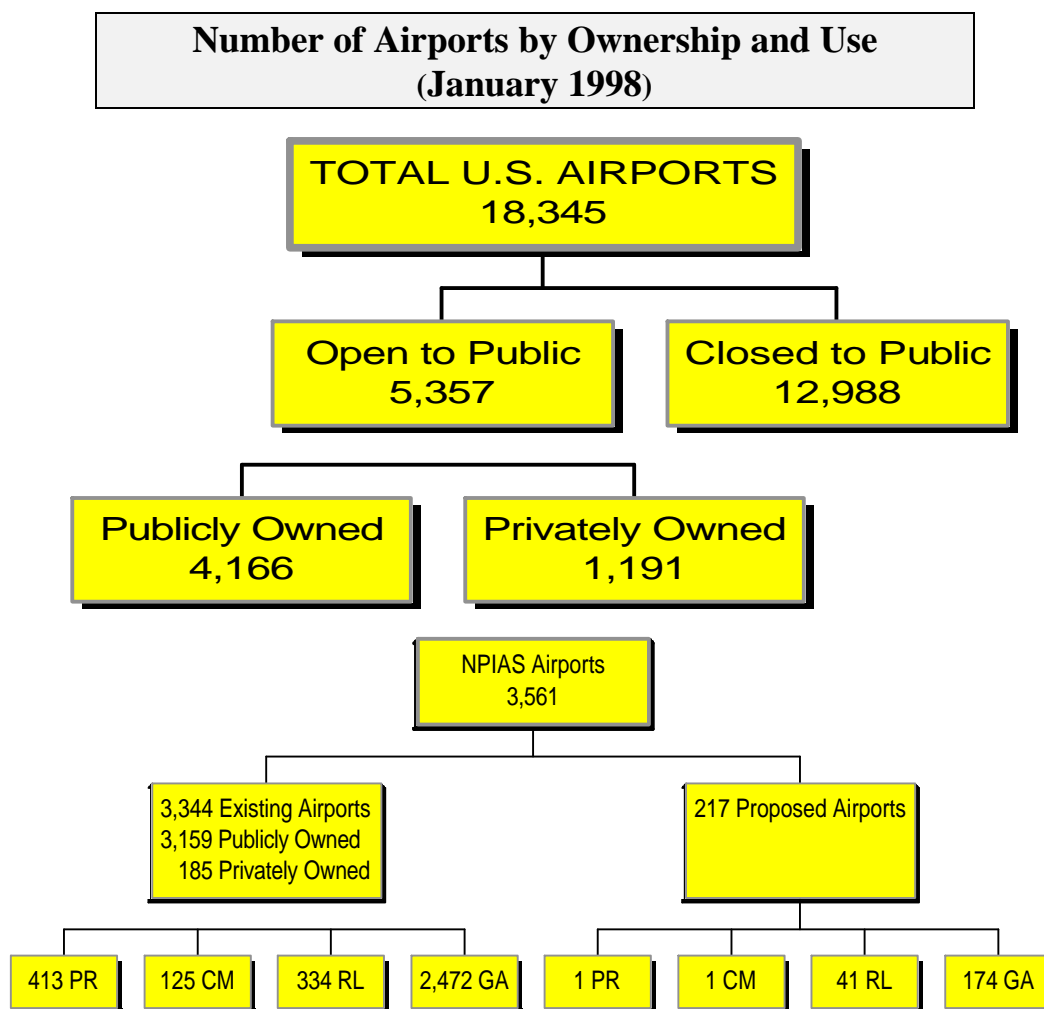 Number of Airports by Ownership and Use
(January 1998)
TOTAL U.S. AIRPORTS
18,345
Open to Public
5,357
Closed to Public
12,988
Publicly Owned
4,166
Privately Owned
1,191
NPIAS Airports
3,561
3,344 Existing Airports
3,159 Publicly Owned
185 Privately Owned
217 Proposed Airports
413 PR
125 CM
334 RL
2,472 GA
1 PR
1 CM
41 RL
174 GA